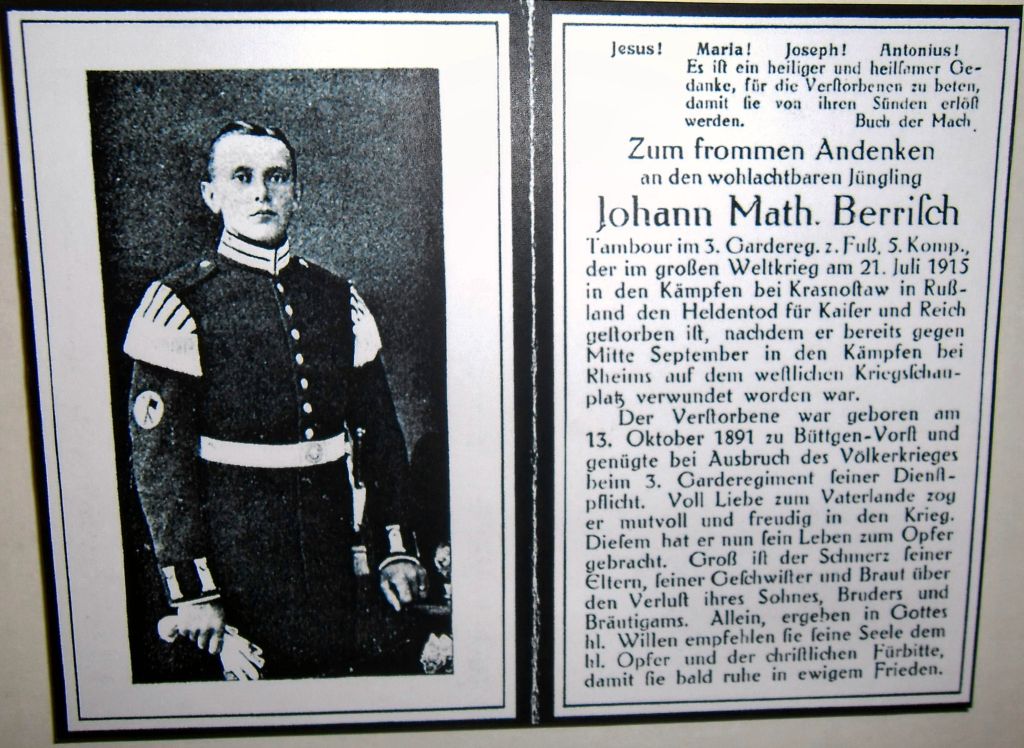 Jesus! Maria! Joseph! Antonius!
Es iſt ein heiliger und heilſamer Ge-
danke, für die Verſtorbenen zu beten,
damit ſie von ihren Sünden erlöſt
werden. Buch der Mach.
Zum frommen Andenken
an den wohlachtbaren Jüngling
Johann Math. Berriſch
Tambour im 3. Gardereg. z. Fuß, 5. Komp.,
der im großen Weltkrieg am 21. Juli 1915
in den Kämpfen bei Krasnoſtaw in Ruß-
land den Heldentod für Kaiſer und Reich
geſtorben iſt, nachdem er bereits gegen
Mitte September in den Kämpfen bei
Rheims auf dem weſtlichen Kriegsſchau-
platz verwundet worden war.
Der Verſtorbene war geboren am
13. Oktober 1891 zu Büttgen-Vorſt und
genügte bei Ausbruch des Völkerkrieges
beim 3. Garderegiment ſeiner Dienſt-
pflicht. Voll Liebe zum Vaterlande zog
er mutvoll und freudig in den Krieg.
Dieſem hat er nun ſein Leben zum Opfer
gebracht. Groß iſt der Schmerz ſeiner
Eltern, ſeiner Geſchwiſter und Braut über
den Verluſt ihres Sohnes, Bruders und
Bräutigams. Allein, ergeben in Gottes
hl. Willen empfehlen ſie ſeine Seele dem
hl. Opfer und der chriſtlichen Fürbitte,
damit ſie bald ruhe in ewigem Frieden.